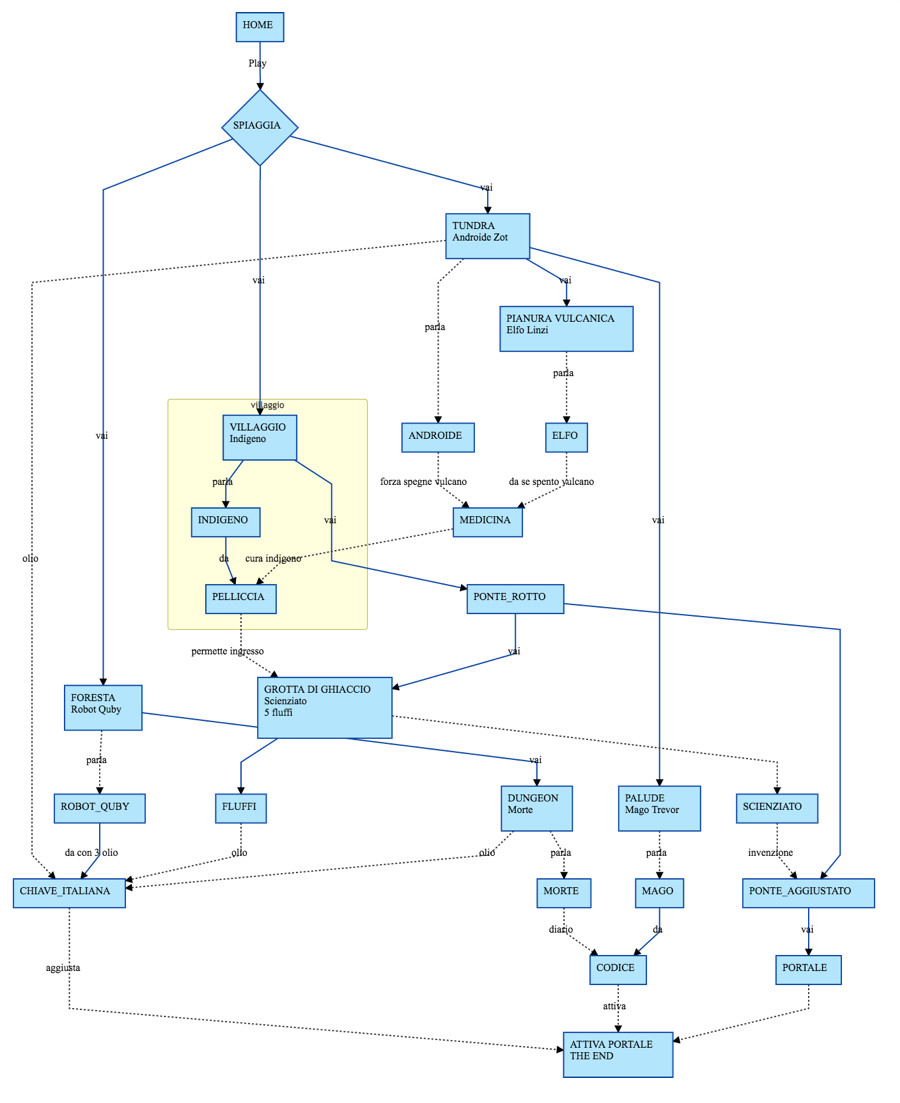 HOME
Play
SPIAGGIA
vai
TUNDRA
Androide Zot
vai
vai
PIANURA VULCANICA
Elfo Linzi
parla
parla
villaggio
VILLAGGIO
Indigeno
vai
ANDROIDE
ELFO
parla
forza spegne vulcano
da se spento vulcano
INDIGENO
vai
MEDICINA
vai
olio
da
cura indigono
PELLICCIA
PONTE_ROTTO
permette ingresso
vai
FORESTA
Robot Quby
GROTTA DI GHIACCIO
Scienziato
5 fluffi
parla
vai
ROBOT_QUBY
FLUFFI
DUNGEON
Morte
PALUDE
Mago Trevor
SCIENZIATO
da con 3 olio
olio
olio
parla
parla
invenzione
CHIAVE_ITALIANA
MORTE
MAGO
PONTE_AGGIUSTATO
diario
da
vai
aggiusta
CODICE
PORTALE
attiva
ATTIVA PORTALE
THE END